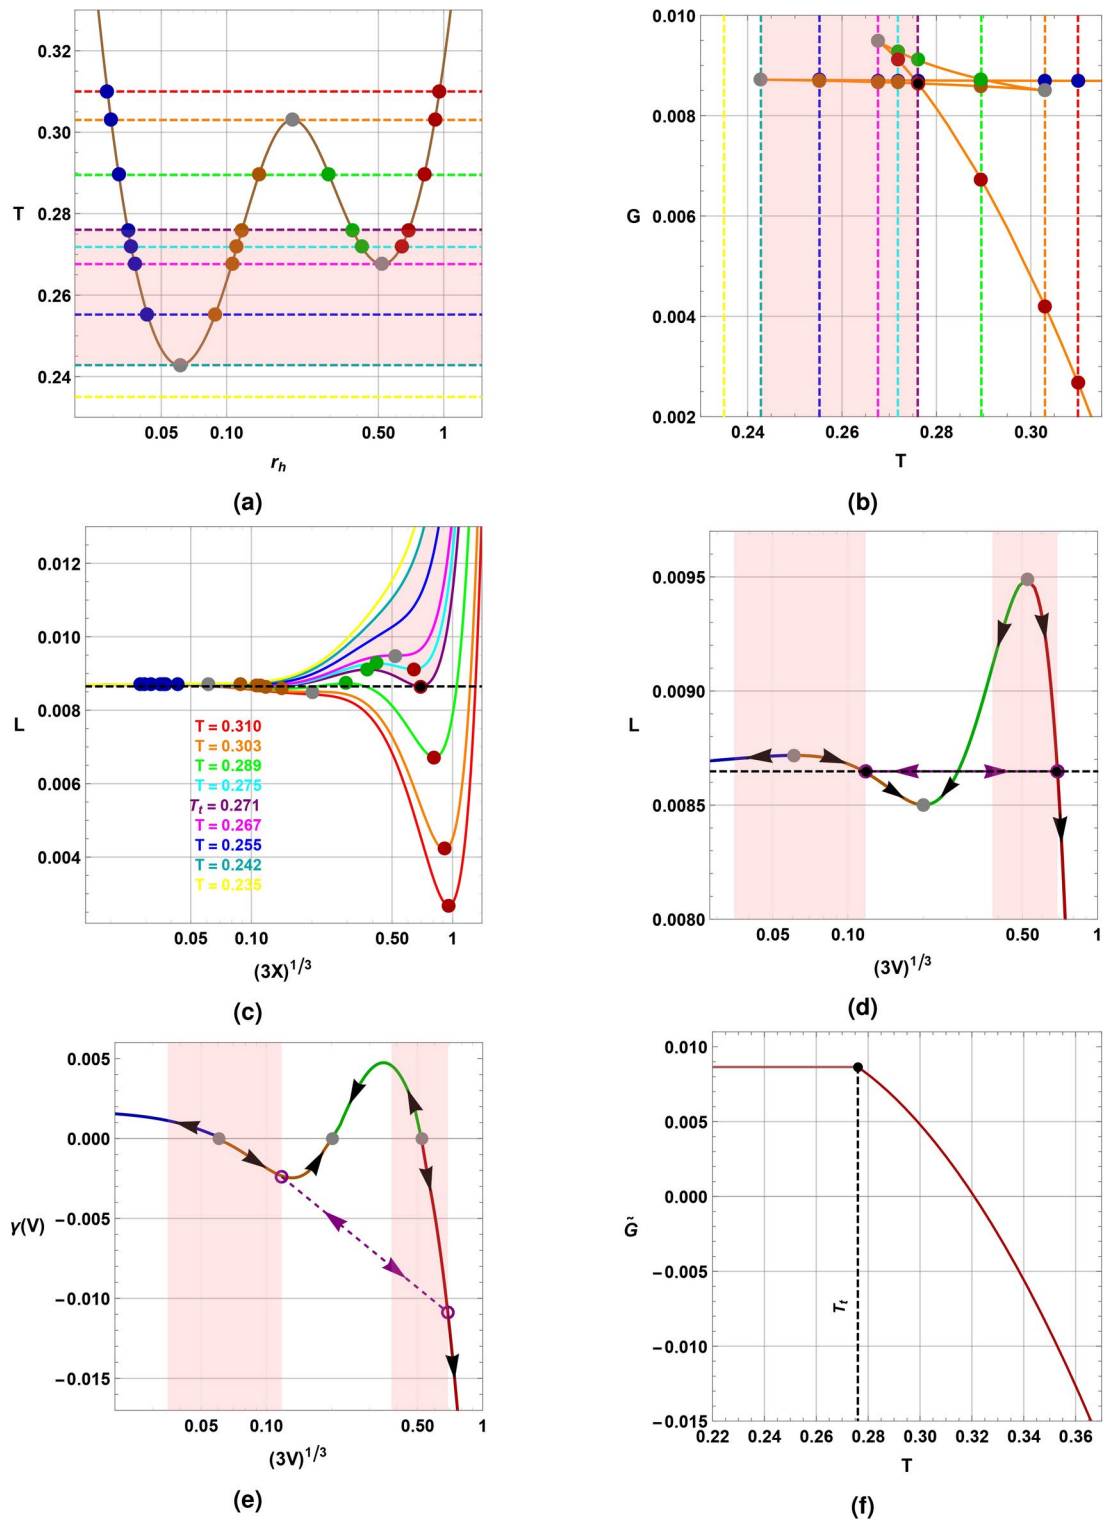 0.32
0.30
T
0.28
0.26
0.24
0.05
0.10
0.50
1
r_h
(a)
0.010
0.008
G
0.006
0.004
0.002
0.24
0.26
0.28
0.30
T
(b)
0.012
0.010
L
0.008
0.006
0.004
T = 0.310
T = 0.303
T = 0.289
T = 0.275
T_t = 0.271
T = 0.267
T = 0.255
T = 0.242
T = 0.235
0.05
0.10
0.50
1
(3X)^1/3
(c)
0.0095
0.0090
L
0.0085
0.0080
0.05
0.10
0.50
1
(3V)^1/3
(d)
0.005
0.000
−0.005
γ(V)
−0.010
−0.015
0.05
0.10
0.50
1
(3V)^1/3
(e)
0.010
0.005
0.000
G̃
−0.005
−0.010
−0.015
T_t
0.22
0.24
0.26
0.28
0.30
0.32
0.34
0.36
T
(f)